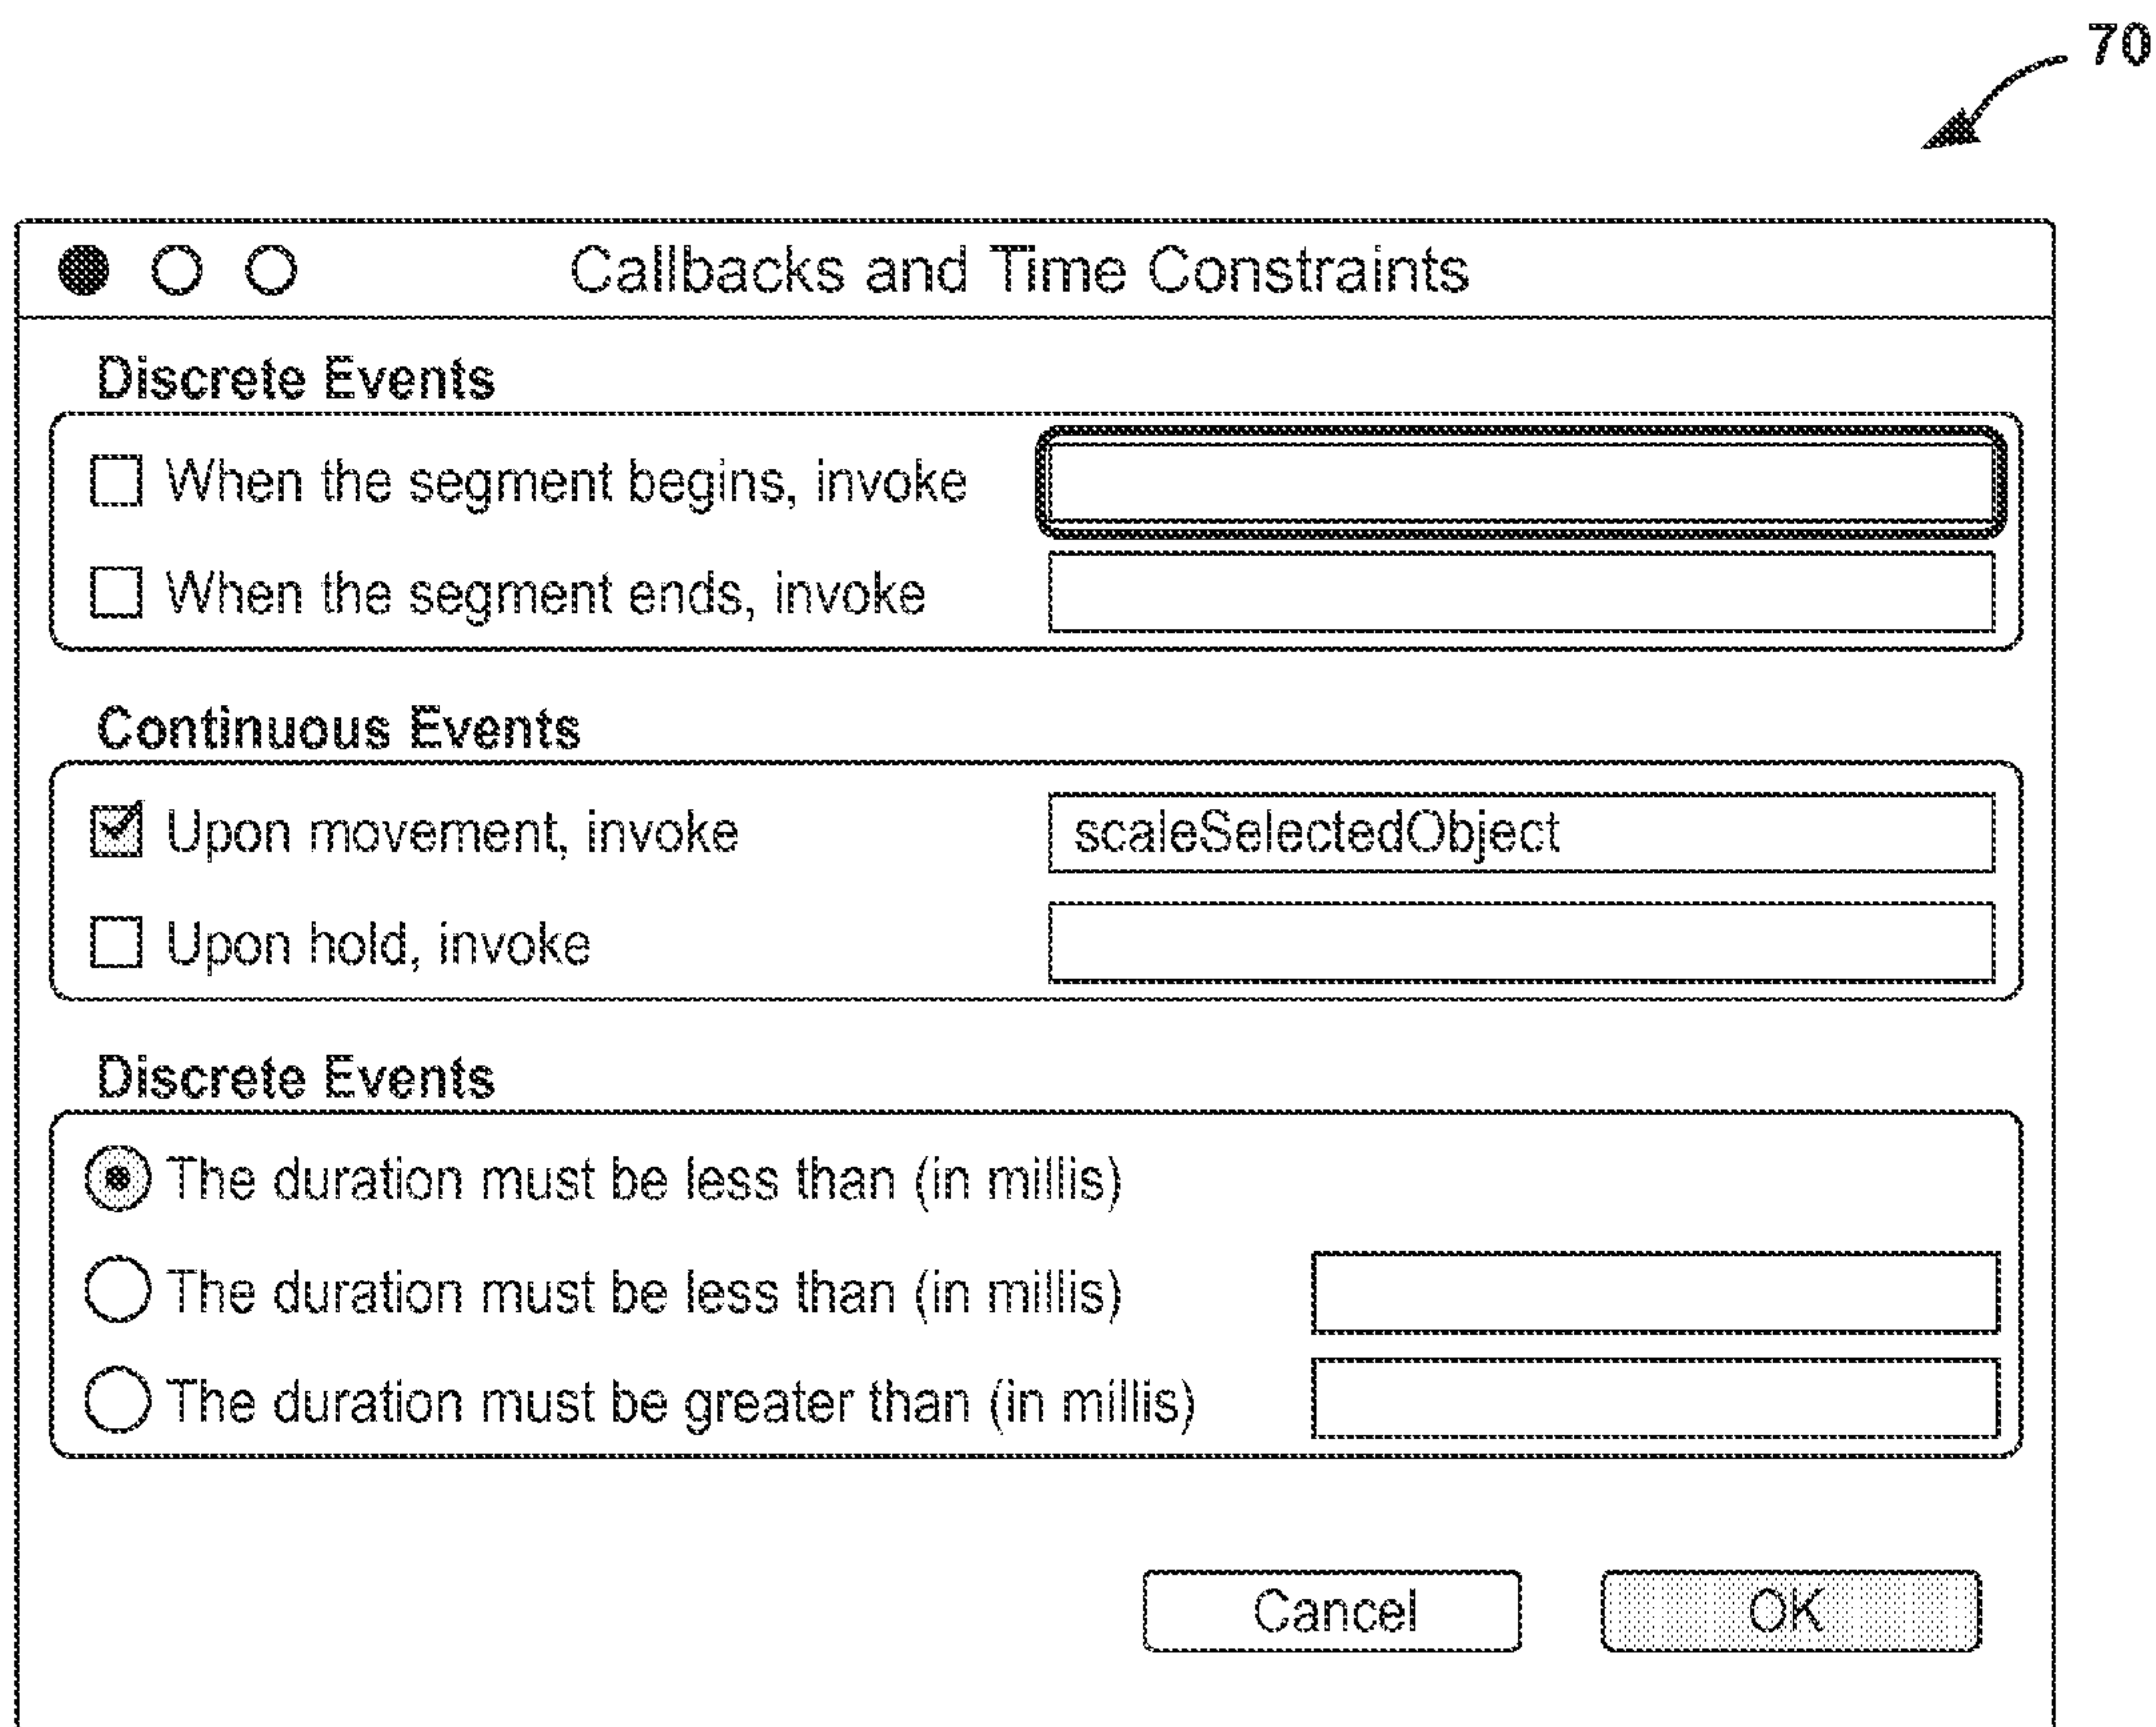 70
Callbacks and Time Constraints
Discrete Events
When the segment begins, invoke
When the segment ends, invoke
Continuous Events
Upon movement, invoke scaleSelectedObject
Upon hold, invoke
Discrete Events
The duration must be less than (in millis)
The duration must be less than (in millis)
The duration must be greater than (in millis)
Cancel OK